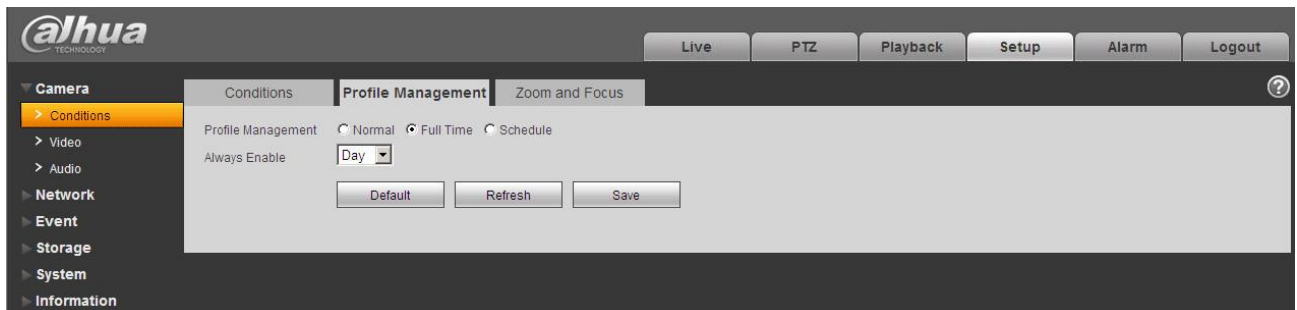 alhua
TECHNOLOGY
Live PTZ Playback Setup Alarm Logout
Camera
Conditions Profile Management Zoom and Focus ?
> Conditions
Profile Management Normal Full Time Schedule
> Video
Always Enable Day
> Audio
Network
Default Refresh Save
Event
Storage
System
Information